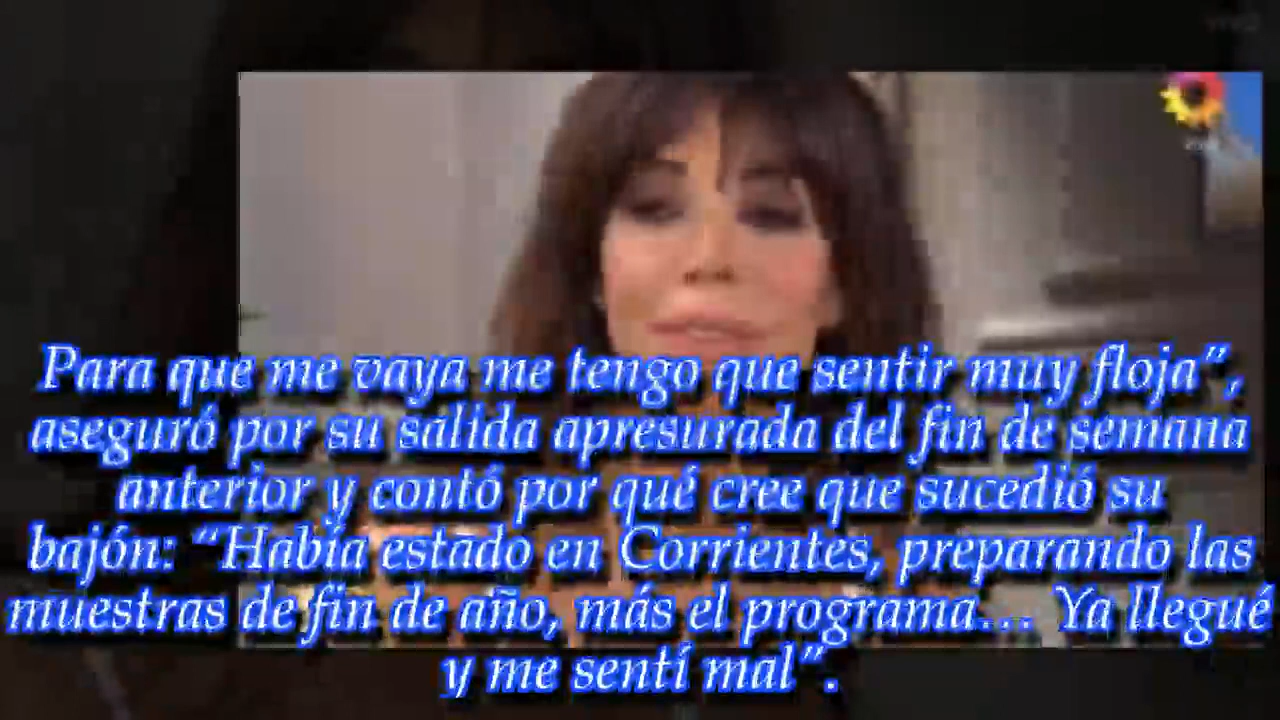 Para que me vaya me tengo que sentir muy floja”,
aseguró por su salida apresurada del fin de semana
anterior y contó por qué cree que sucedió su
bajón: “Había estado en Corrientes, preparando las
muestras de fin de año, más el programa… Ya llegué
y me sentí mal”.